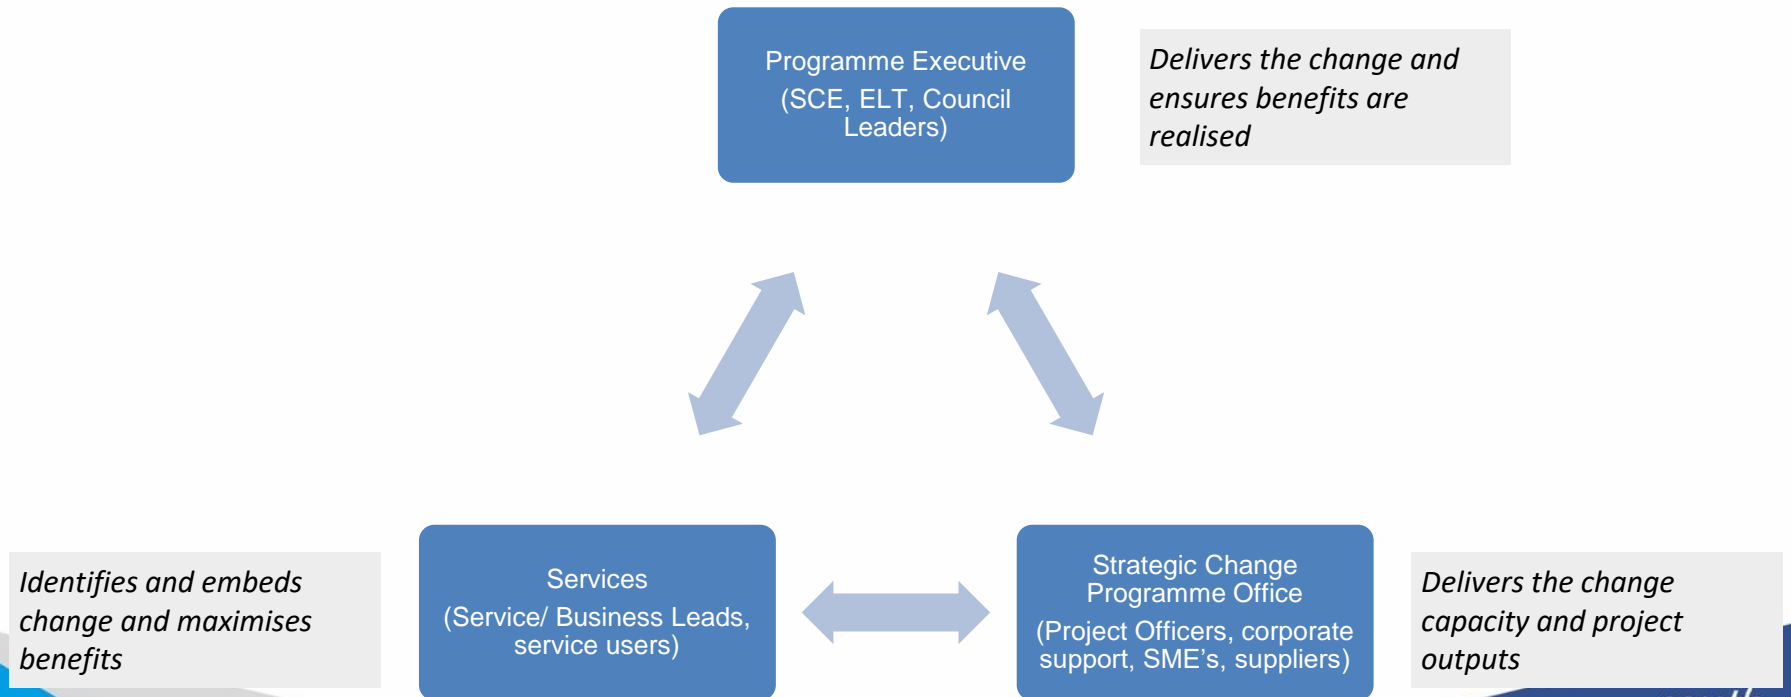 Programme Executive
(SCE, ELT, Council
Leaders)
Delivers the change and
ensures benefits are
realised
Identifies and embeds
change and maximises
benefits
Services
(Service/ Business Leads,
service users)
Strategic Change
Programme Office
(Project Officers, corporate
support, SME's, suppliers)
Delivers the change
capacity and project
outputs